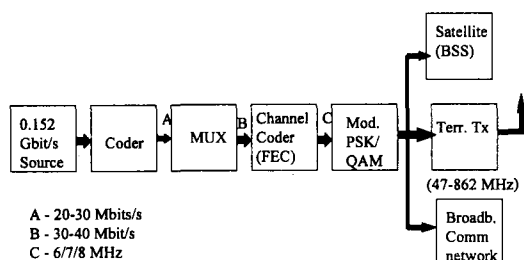 Satellite
(BSS)
0.152
Gbit/s
Source
Coder
A
MUX
B
Channel
Coder
(FEC)
C
Mod.
PSK/
QAM
Terr. Tx
(47-862 MHz)
Broadb.
Comm
network
A - 20-30 Mbits/s
B - 30-40 Mbit/s
C - 6/7/8 MHz